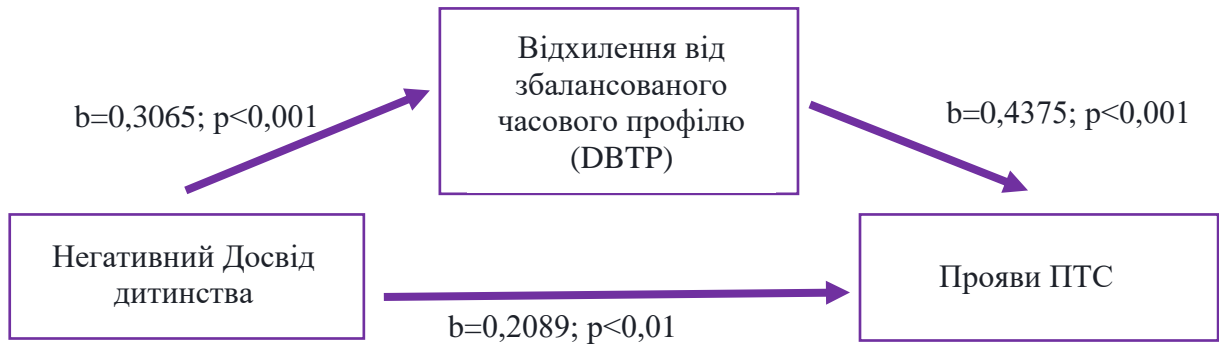 Відхилення від
збалансованого
часового профілю
(DBTP)
b=0,3065; p<0,001
b=0,4375; p<0,001
Негативний Досвід
дитинства
Прояви ПТС
b=0,2089; p<0,01